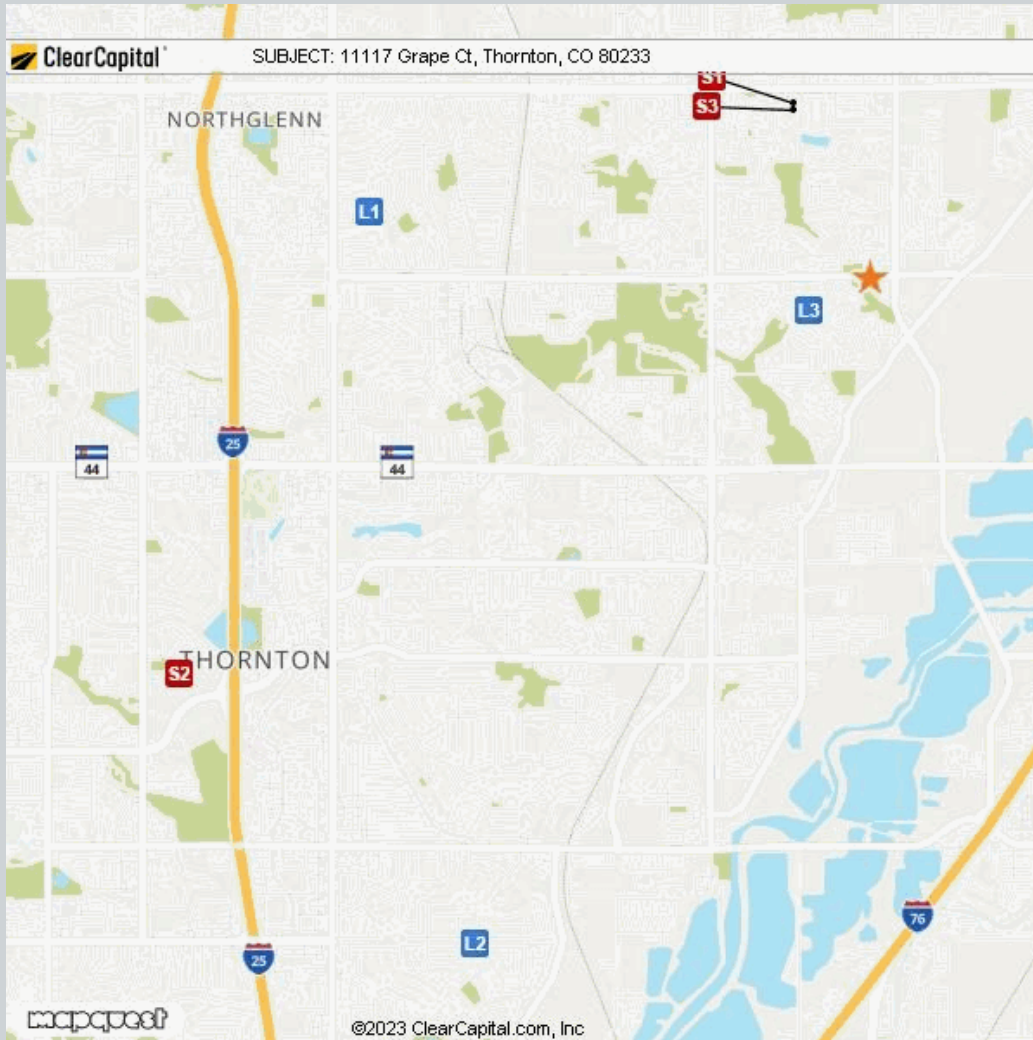 ClearCapital
SUBJECT: 11117 Grape Ct, Thornton, CO 80233
S1
S3
NORTHGLENN
L1
L3
25
44
44
THORNTON
S2
76
L2
25
mapquest
©2023 ClearCapital.com, Inc